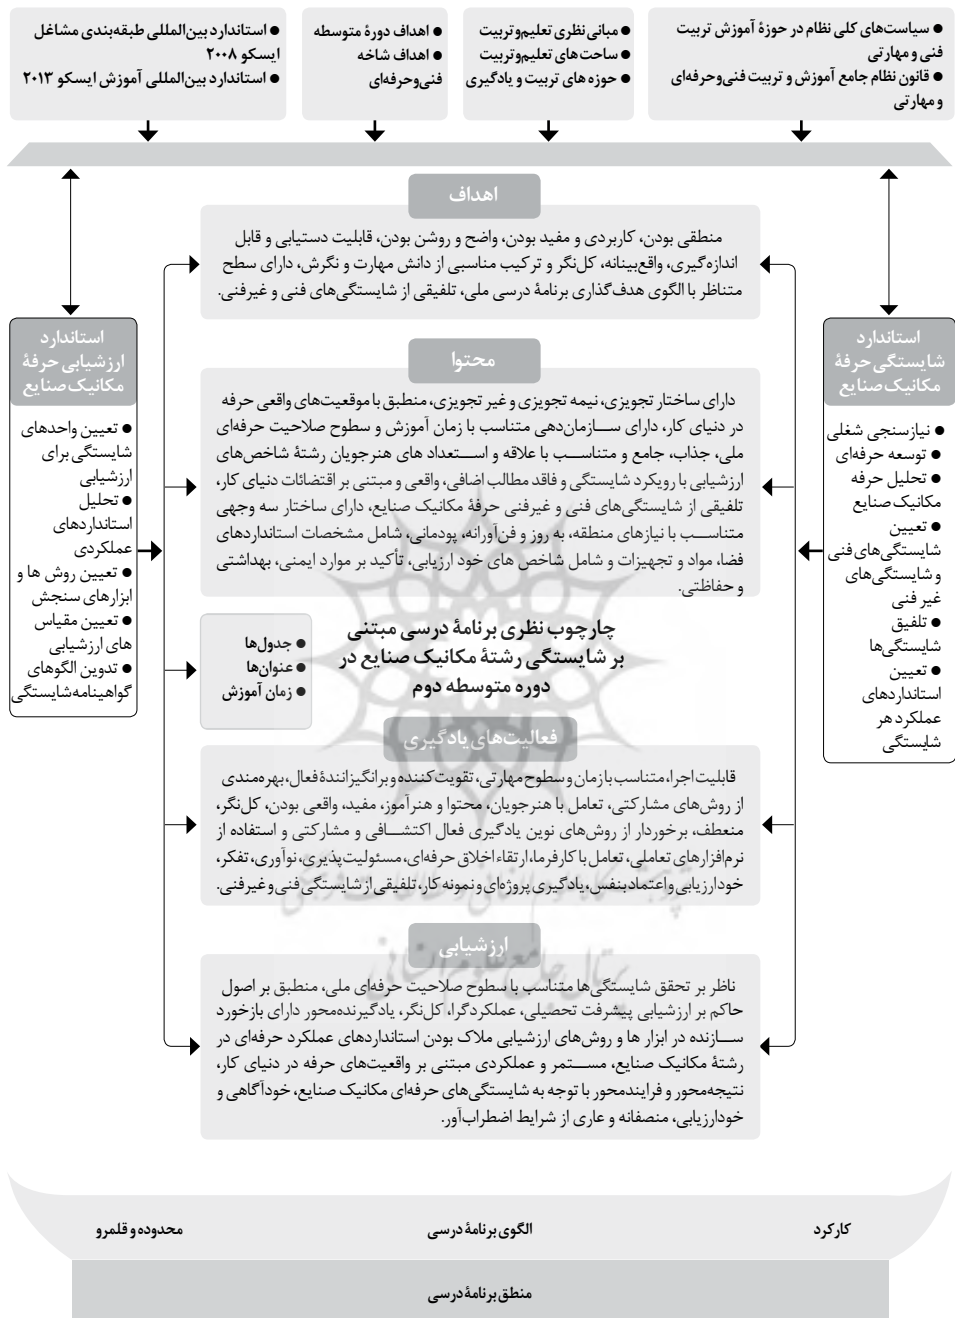 ● سیاست‌های کلی نظام در حوزهٔ آموزش تربیت
فنی و مهارتی
● قانون نظام جامع آموزش و تربیت فنی‌وحرفه‌ای
و مهارتی
● مبانی نظری تعلیم‌وتربیت
● ساحت‌های تعلیم‌وتربیت
● حوزه های تربیت و یادگیری
● اهداف دورهٔ متوسطه
● اهداف شاخه
فنی‌وحرفه‌ای
● استاندارد بین‌المللی طبقه‌بندی مشاغل
ایسکو ۲۰۰۸
● استاندارد بین‌المللی آموزش ایسکو ۲۰۱۳
استاندارد
شایستگی حرفهٔ
مکانیک صنایع
● نیازسنجی شغلی
● توسعه حرفه‌ای
● تحلیل حرفه
مکانیک صنایع
● تعیین
شایستگی‌های فنی
و شایستگی‌های
غیر فنی
● تلفیق
شایستگی‌ها
● تعیین
استانداردهای
عملکرد هر
شایستگی
اهداف
منطقی بودن، کاربردی و مفید بودن، واضح و روشن بودن، قابلیت دستیابی و قابل
اندازه‌گیری، واقع‌بینانه، کل‌نگر و ترکیب مناسبی از دانش مهارت و نگرش، دارای سطح
متناظر با الگوی هدف‌گذاری برنامهٔ درسی ملی، تلفیقی از شایستگی‌های فنی و غیرفنی.
محتوا
دارای ساختار تجویزی، نیمه تجویزی و غیر تجویزی، منطبق با موقعیت‌های واقعی حرفه
در دنیای کار، دارای ســازمان‌دهی متناسب با زمان آموزش و سطوح صلاحیت حرفه‌ای
ملی، جذاب، جامع و متناســب با علاقه و اســتعداد های هنرجویان رشتهٔ شاخص‌های
ارزشیابی با رویکرد شایستگی و فاقد مطالب اضافی، واقعی و مبتنی بر اقتضائات دنیای کار،
تلفیقی از شایستگی‌های فنی و غیرفنی حرفهٔ مکانیک صنایع، دارای ساختار سه وجهی
متناســب با نیازهای منطقه، به روز و فن‌آورانه، پودمانی، شامل مشخصات استانداردهای
فضا، مواد و تجهیزات و شامل شاخص های خود ارزیابی، تأکید بر موارد ایمنی، بهداشتی
و حفاظتی.
چارچوب نظری برنامهٔ درسی مبتنی
بر شایستگی رشتهٔ مکانیک صنایع در
دوره متوسطه دوم
● جدول‌ها
● عنوان‌ها
● زمان آموزش
فعالیت‌های یادگیری
قابلیت اجرا، متناسب با زمان و سطوح مهارتی، تقویت‌کننده و برانگیزانندهٔ فعال، بهره‌مندی
از روش‌های مشارکتی، تعامل با هنرجویان، محتوا و هنرآموز، مفید، واقعی بودن، کل‌نگر،
منعطف، برخوردار از روش‌های نوین یادگیری فعال اکتشــافی و مشارکتی و استفاده از
نرم‌افزارهای تعاملی، تعامل با کارفرما، ارتقاء اخلاق حرفه‌ای، مسئولیت‌پذیری، نوآوری، تفکر،
خودارزیابی و اعتمادبنفس، یادگیری پروژه‌ای و نمونه کار، تلفیقی از شایستگی فنی و غیرفنی.
پژوهشگاه علوم انسانی و مطالعات فرهنگی
ارزشیابی
پرتال جامع علوم انسانی
ناظر بر تحقق شایستگی‌ها متناسب با سطوح صلاحیت حرفه‌ای ملی، منطبق بر اصول
حاکم بر ارزشیابی پیشرفت تحصیلی، عملکردگرا، کل‌نگر، یادگیرنده‌محور دارای بازخورد
ســازنده در ابزار ها و روش‌های ارزشیابی ملاک بودن استانداردهای عملکرد حرفه‌ای در
رشتهٔ مکانیک صنایع، مســتمر و عملکردی مبتنی بر واقعیت‌های حرفه در دنیای کار،
نتیجه‌محور و فرایندمحور با توجه به شایستگی‌های حرفه‌ای مکانیک صنایع، خودآگاهی و
خودارزیابی، منصفانه و عاری از شرایط اضطراب‌آور.
استاندارد
ارزشیابی حرفهٔ
مکانیک صنایع
● تعیین واحدهای
شایستگی برای
ارزشیابی
● تحلیل
استانداردهای
عملکردی
● تعیین روش ها و
ابزارهای سنجش
● تعیین مقیاس
های ارزشیابی
● تدوین الگوهای
گواهینامه شایستگی
کارکرد
الگوی برنامهٔ درسی
محدوده و قلمرو
منطق برنامهٔ درسی